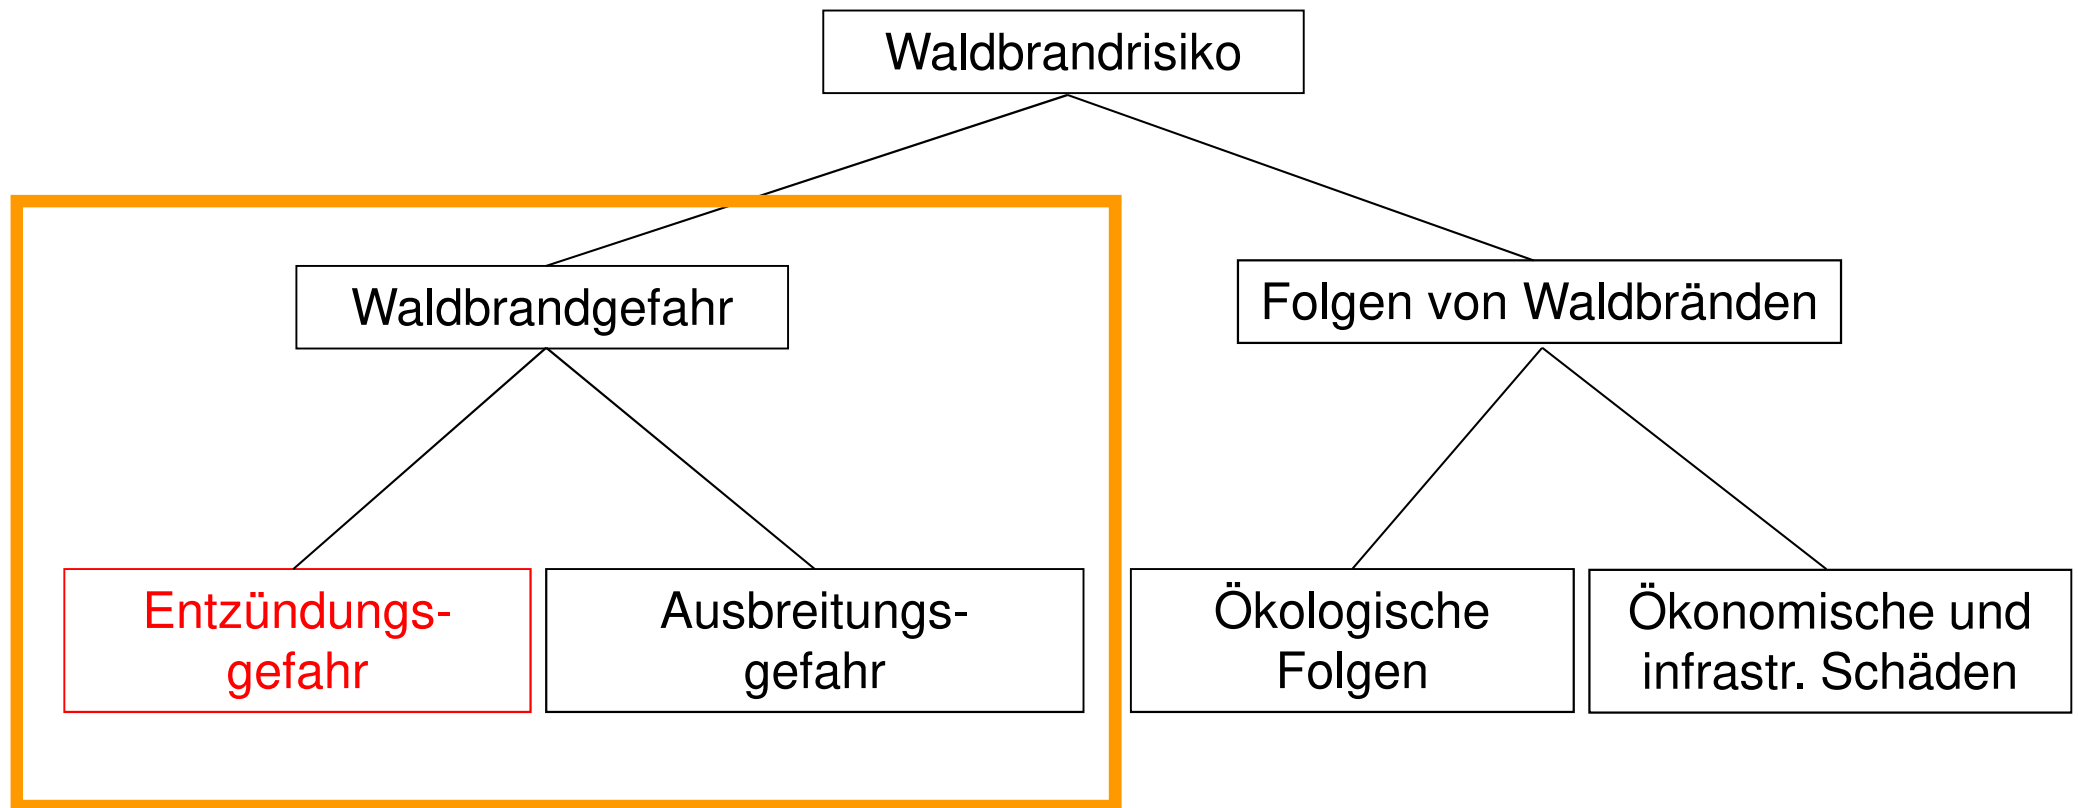 Waldbrandrisiko
Waldbrandgefahr
Folgen von Waldbränden
Entzündungs-
gefahr
Ausbreitungs-
gefahr
Ökologische
Folgen
Ökonomische und
infrastr. Schäden